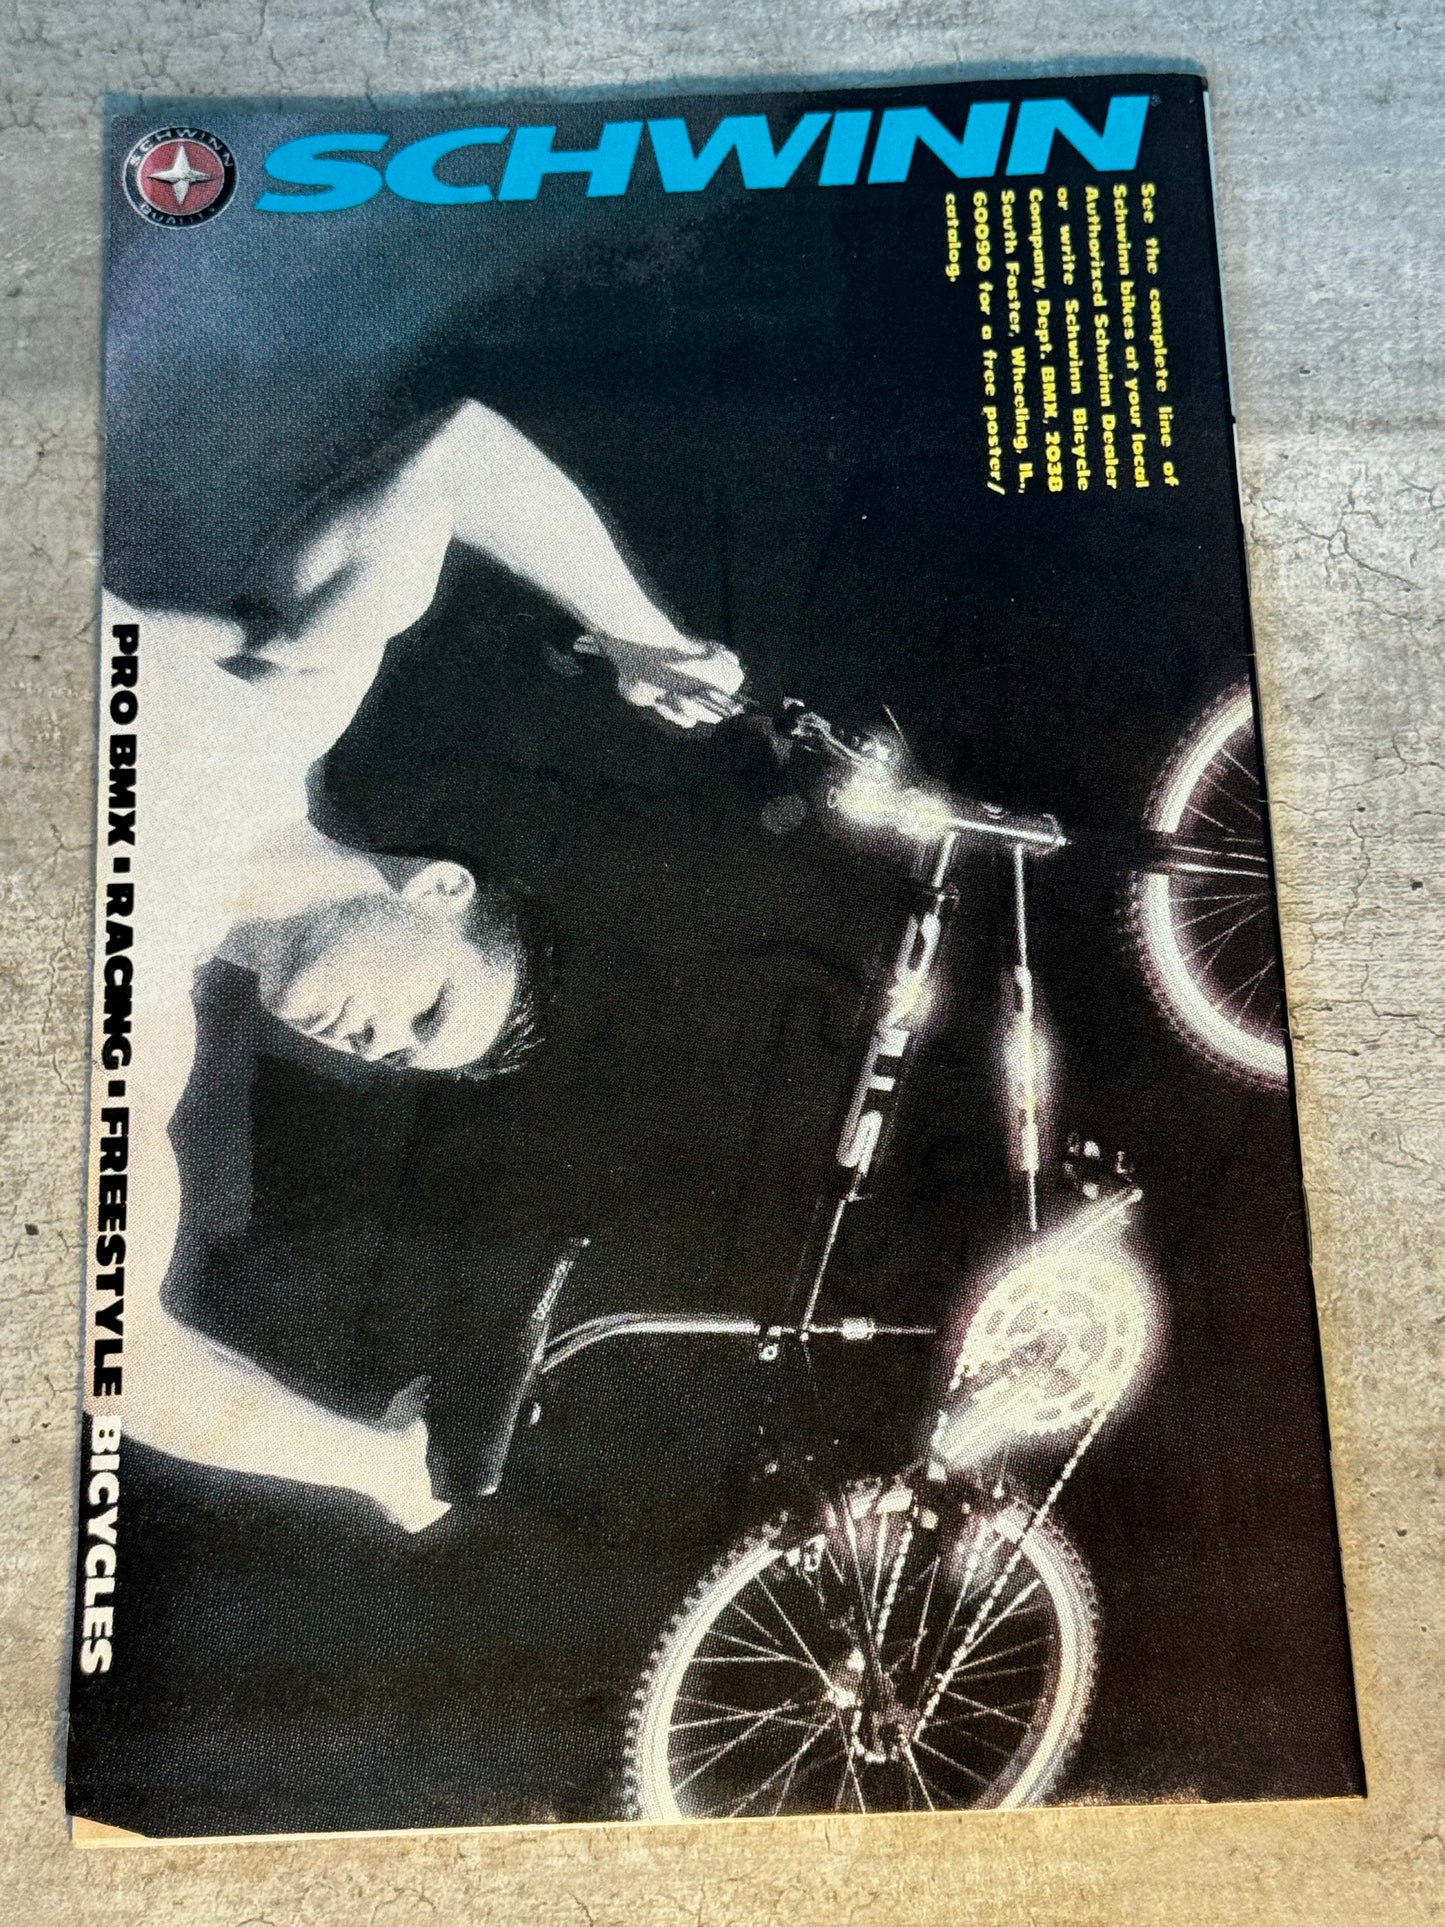 SCHWINN
QUALITY
SCHWINN
See the complete line of
Schwinn bikes at your local
Authorized Schwinn Dealer
or write Schwinn Bicycle
Company, Dept. BMX, 2038
South Foster, Wheeling, IL.,
60090 for a free poster/
catalog.
PRO BMX · RACING · FREESTYLE BICYCLES